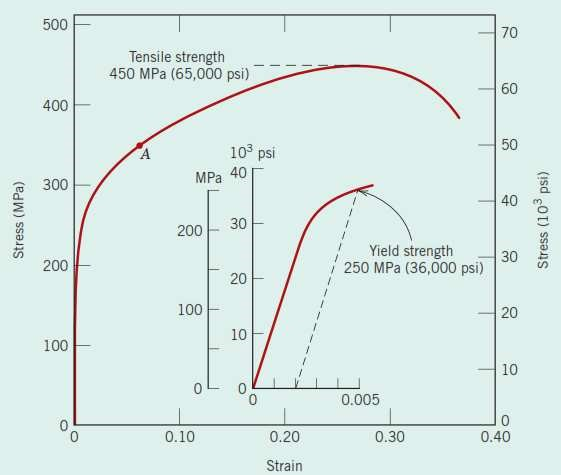 500
400
300
200
100
0
Stress (MPa)
Tensile strength
450 MPa (65,000 psi)
A
10³ psi
MPa
40
30
20
10
0
200
100
0
0
0.005
Yield strength
250 MPa (36,000 psi)
70
60
50
40
30
20
10
0
Stress (10³ psi)
0
0.10
0.20
0.30
0.40
Strain